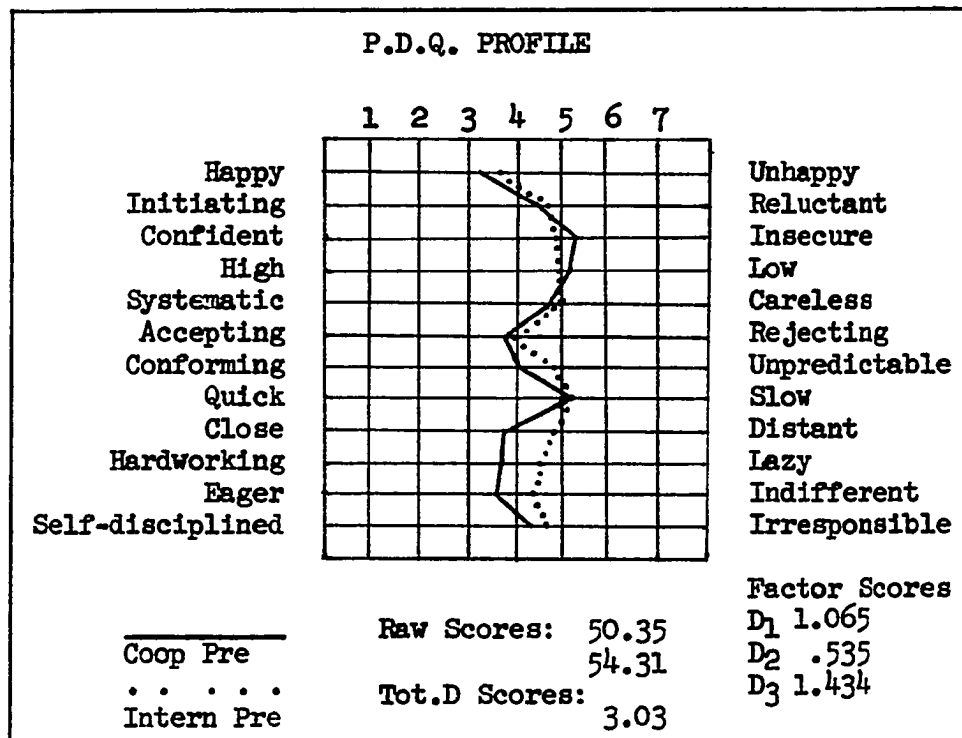 P.D.Q. PROFILE
1 2 3 4 5 6 7
Happy Unhappy
Initiating Reluctant
Confident Insecure
High Low
Systematic Careless
Accepting Rejecting
Conforming Unpredictable
Quick Slow
Close Distant
Hardworking Lazy
Eager Indifferent
Self-disciplined Irresponsible
Factor Scores
Raw Scores: 50.35 D1 1.065
Coop Pre 54.31 D2 .535
Tot.D Scores: D3 1.434
Intern Pre 3.03